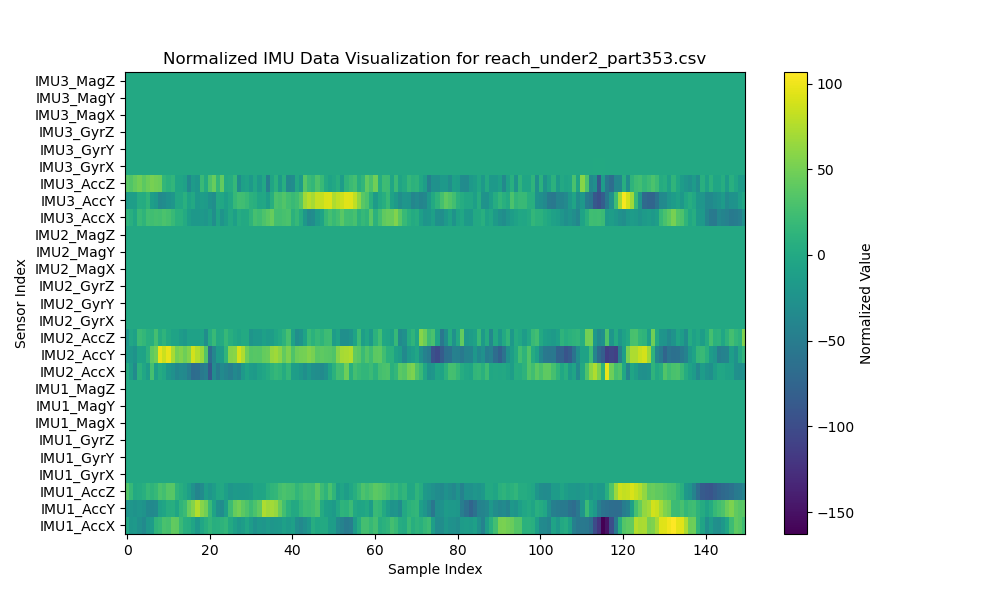 Normalized IMU Data Visualization for reach_under2_part353.csv
Sensor Index
IMU3_MagZ
IMU3_MagY
IMU3_MagX
IMU3_GyrZ
IMU3_GyrY
IMU3_GyrX
IMU3_AccZ
IMU3_AccY
IMU3_AccX
IMU2_MagZ
IMU2_MagY
IMU2_MagX
IMU2_GyrZ
IMU2_GyrY
IMU2_GyrX
IMU2_AccZ
IMU2_AccY
IMU2_AccX
IMU1_MagZ
IMU1_MagY
IMU1_MagX
IMU1_GyrZ
IMU1_GyrY
IMU1_GyrX
IMU1_AccZ
IMU1_AccY
IMU1_AccX
0 20 40 60 80 100 120 140
Sample Index
100
50
0
−50
−100
−150
Normalized Value